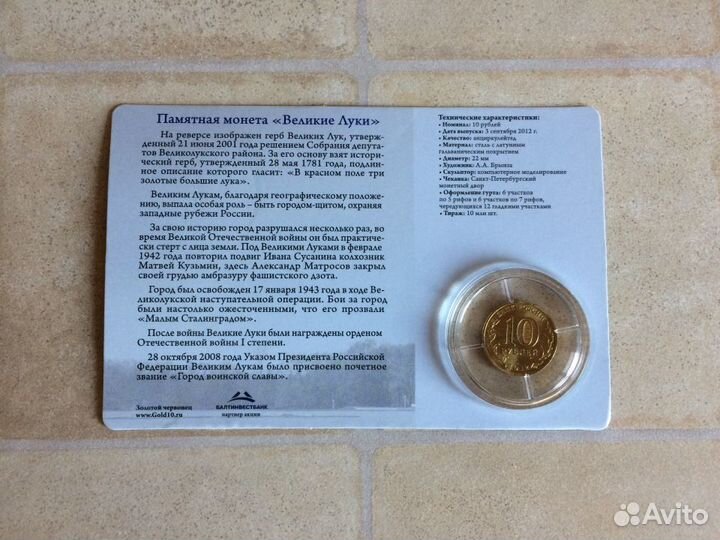 Памятная монета «Великие Луки»
На реверсе изображен герб Великих Лук, утверж-
денный 21 июня 2001 года решением Собрания депута-
тов Великолукского района. За его основу взят истори-
ческий герб, утвержденный 28 мая 1781 года, подлин-
ное описание которого гласит: «В красном поле три
золотые большие лука».
Великим Лукам, благодаря географическому положе-
нию, выпала особая роль – быть городом-щитом, охраняя
западные рубежи России.
За свою историю город разрушался несколько раз, во
время Великой Отечественной войны он был практиче-
ски стерт с лица земли. Под Великими Луками в феврале
1942 года повторил подвиг Ивана Сусанина колхозник
Матвей Кузьмин, здесь Александр Матросов закрыл
своей грудью амбразуру фашистского дзота.
Город был освобожден 17 января 1943 года в ходе Ве-
ликолукской наступательной операции. Бои за город
были настолько ожесточенными, что его прозвали
«Малым Сталинградом».
После войны Великие Луки были награждены орденом
Отечественной войны I степени.
28 октября 2008 года Указом Президента Российской
Федерации Великим Лукам было присвоено почетное
звание «Город воинской славы».
Золотой червонец
www.Gold10.ru
БАЛТИНВЕСТБАНК
партнер акции
Технические характеристики:
• Номинал: 10 рублей
• Дата выпуска: 3 сентября 2012 г.
• Качество: анциркулейтед
• Материал: сталь с латунным
гальваническим покрытием
• Диаметр: 22 мм
• Художник: А.А. Брынза
• Скульптор: компьютерное моделирование
• Чеканка: Санкт-Петербургский
монетный двор
• Оформление гурта: 6 участков
по 5 рифов и 6 участков по 7 рифов,
чередующихся 12 гладкими участками
• Тираж: 10 млн шт.
10
РУБЛЕЙ
Avito